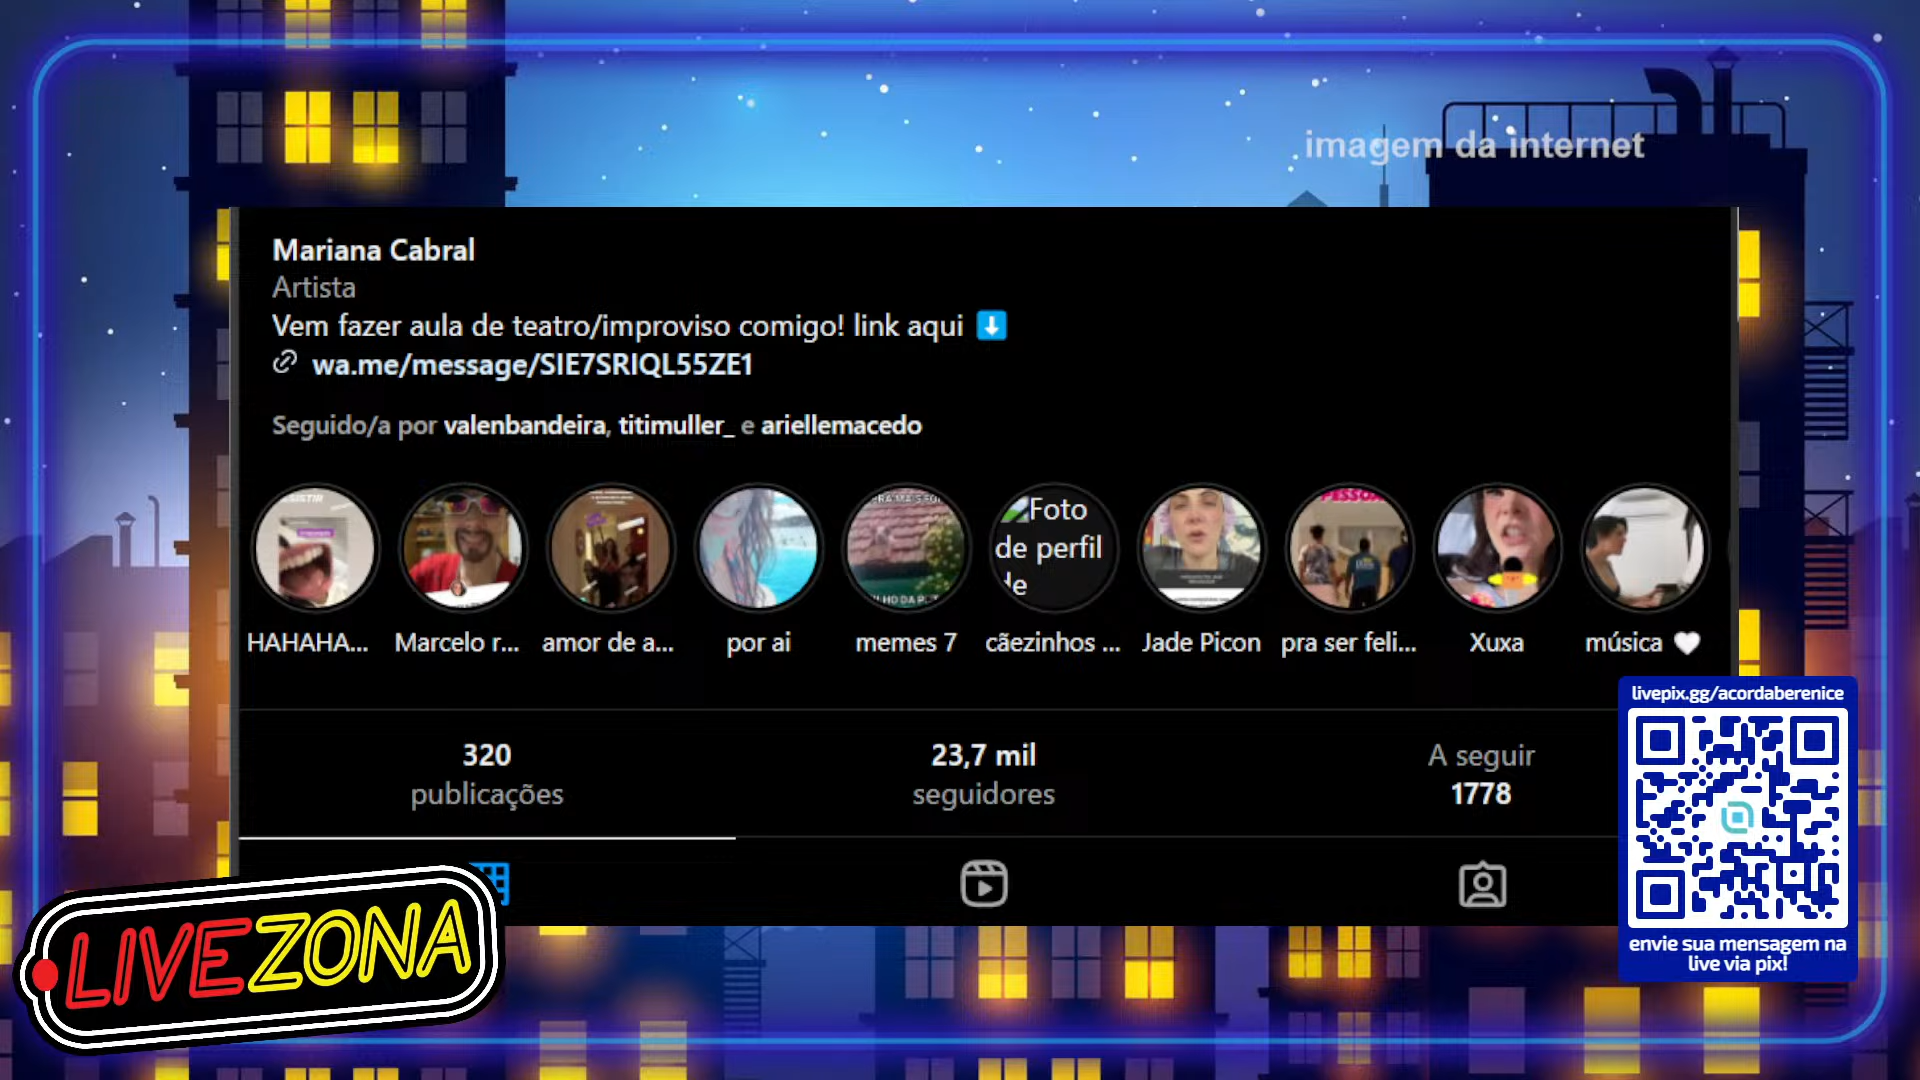 imagem da internet
Mariana Cabral
Artista
Vem fazer aula de teatro/improviso comigo! link aqui ⬇️
wa.me/message/SIE7SRIQL55ZE1
Seguido/a por valenbandeira, titimuller_ e ariellemacedo
Foto
de perfil
de
HAHAHA... Marcelo r... amor de a... por ai memes 7 cãezinhos ... Jade Picon pra ser feli... Xuxa música 🤍
320
publicações
23,7 mil
seguidores
A seguir
1778
livepix.gg/acordaberenice
envie sua mensagem na
live via pix!
LIVEZONA